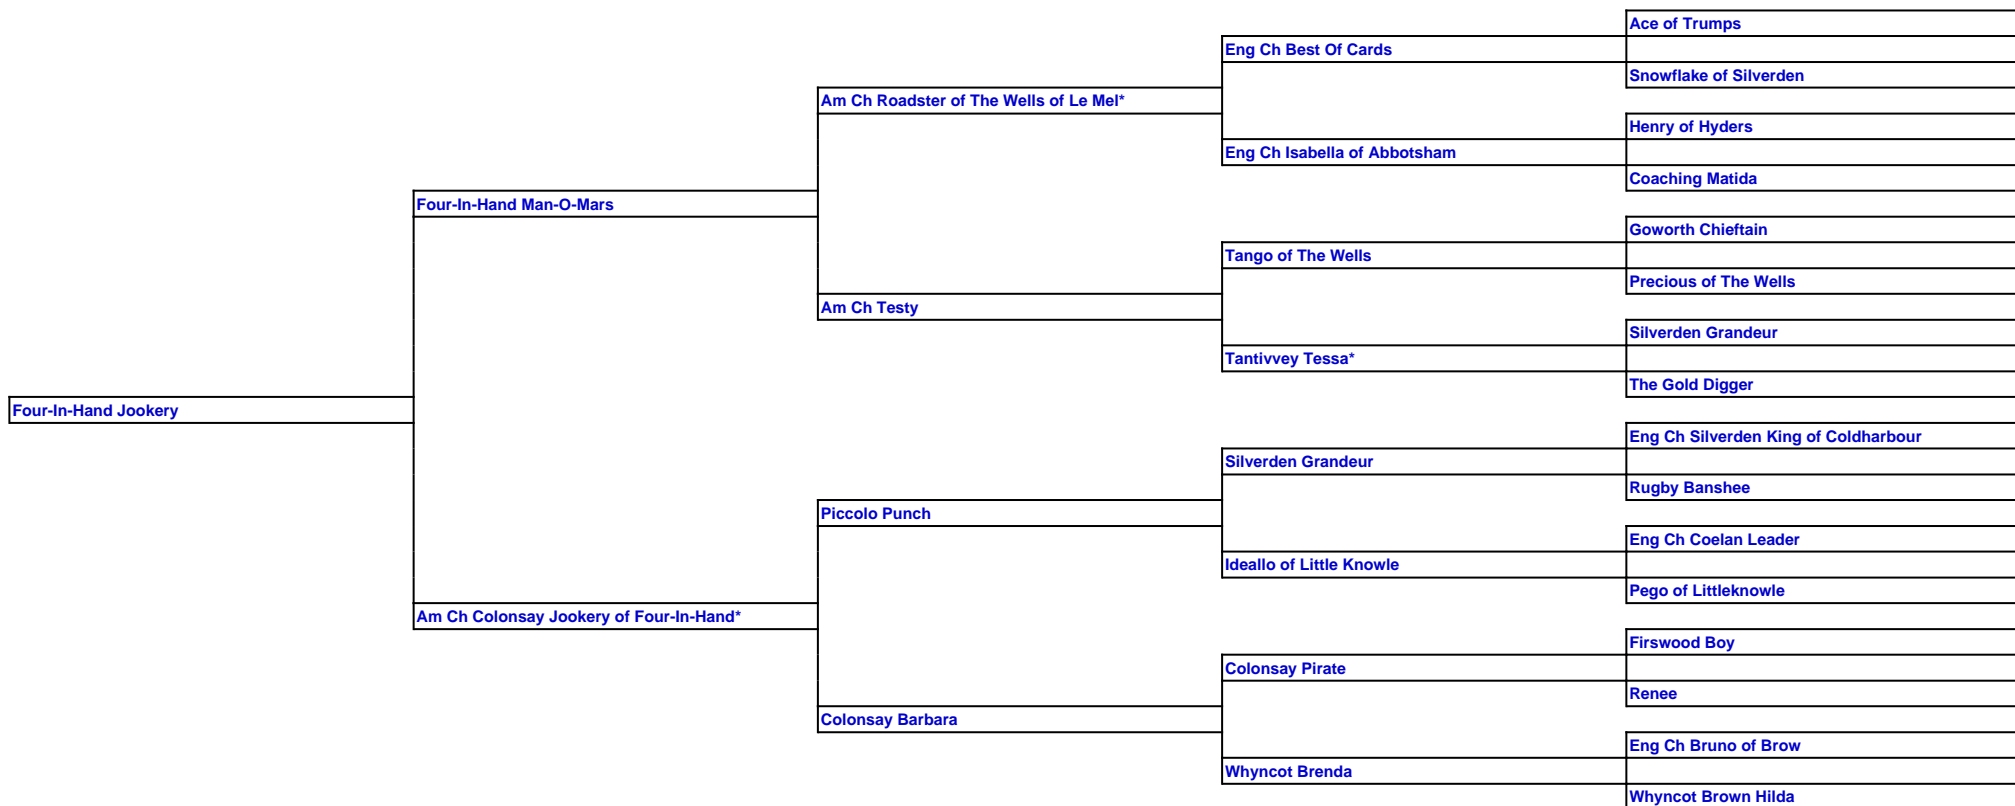 Ace of Trumps
Eng Ch Best Of Cards
Snowflake of Silverden
Am Ch Roadster of The Wells of Le Mel*
Henry of Hyders
Eng Ch Isabella of Abbotsham
Coaching Matida
Four-In-Hand Man-O-Mars
Goworth Chieftain
Tango of The Wells
Precious of The Wells
Am Ch Testy
Silverden Grandeur
Tantivvey Tessa*
The Gold Digger
Four-In-Hand Jookery
Eng Ch Silverden King of Coldharbour
Silverden Grandeur
Rugby Banshee
Piccolo Punch
Eng Ch Coelan Leader
Ideallo of Little Knowle
Pego of Littleknowle
Am Ch Colonsay Jookery of Four-In-Hand*
Firswood Boy
Colonsay Pirate
Renee
Colonsay Barbara
Eng Ch Bruno of Brow
Whyncot Brenda
Whyncot Brown Hilda